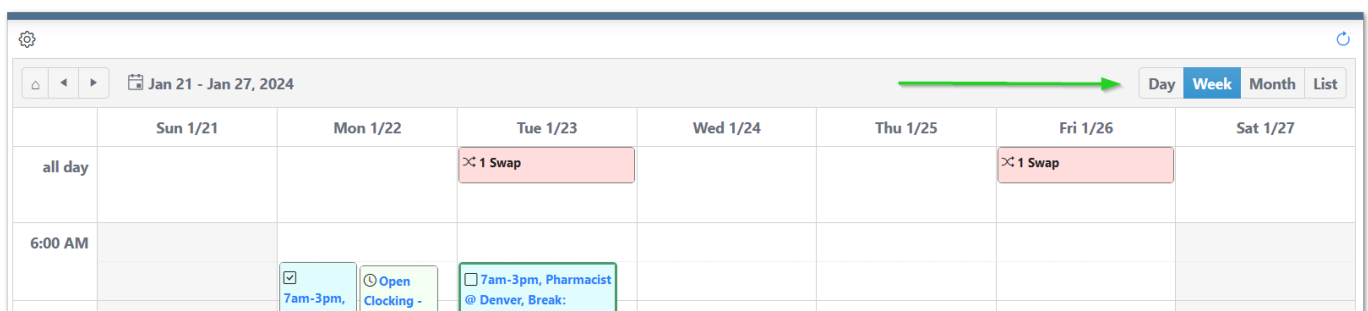 Jan 21 - Jan 27, 2024
Day Week Month List
Sun 1/21 Mon 1/22 Tue 1/23 Wed 1/24 Thu 1/25 Fri 1/26 Sat 1/27
all day
1 Swap
1 Swap
6:00 AM
7am-3pm,
Open
Clocking -
7am-3pm, Pharmacist
@ Denver, Break: